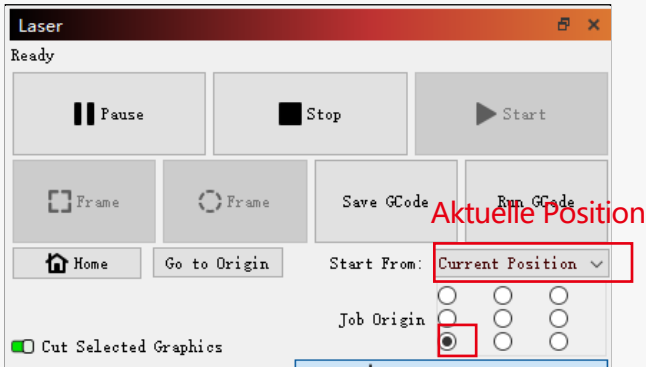 Laser
Ready
Pause
Stop
Start
Frame
Frame
Save GCode
Run GCode
Aktuelle Position
Home
Go to Origin
Start From:
Current Position
Job Origin
Cut Selected Graphics